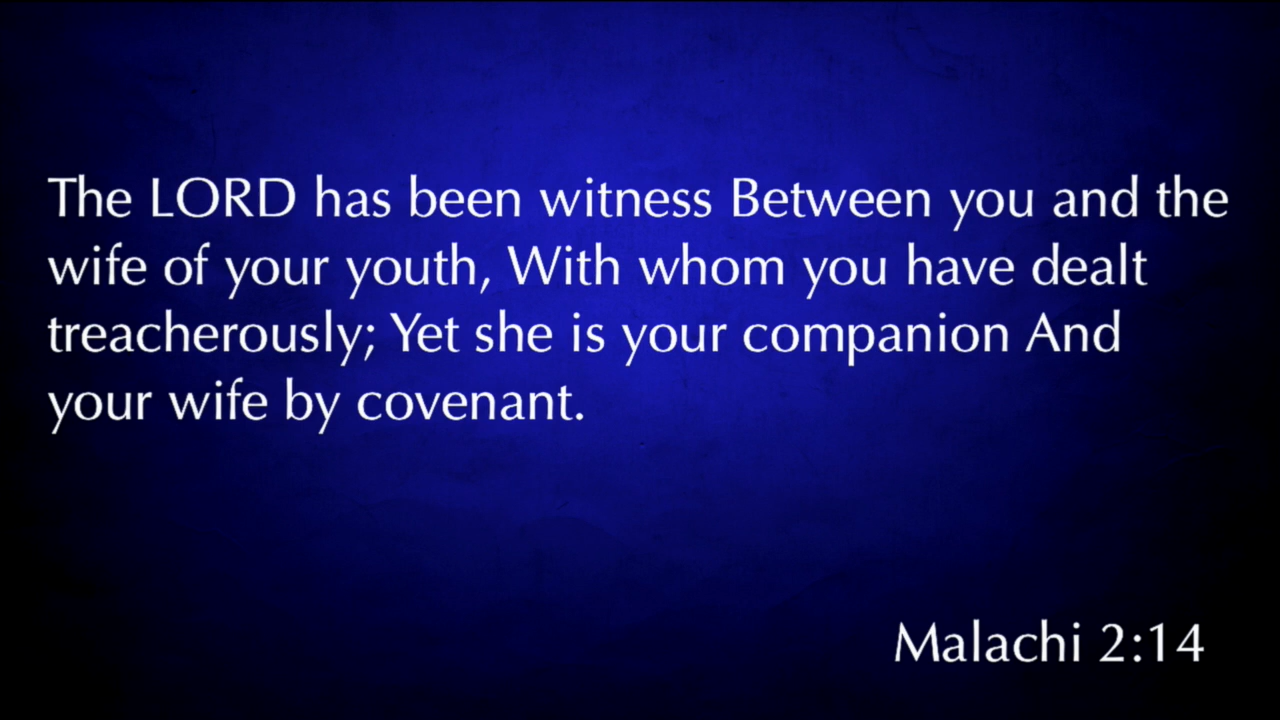 The LORD has been witness Between you and the
wife of your youth, With whom you have dealt
treacherously; Yet she is your companion And
your wife by covenant.
Malachi 2:14